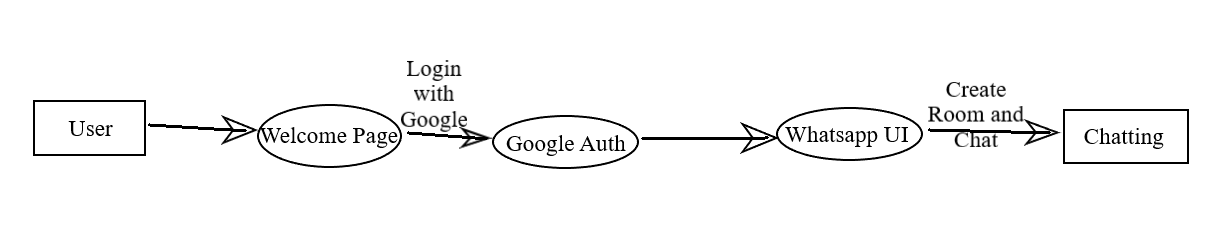 User
Welcome Page
Login
with
Google
Google Auth
Whatsapp UI
Create
Room and
Chat
Chatting